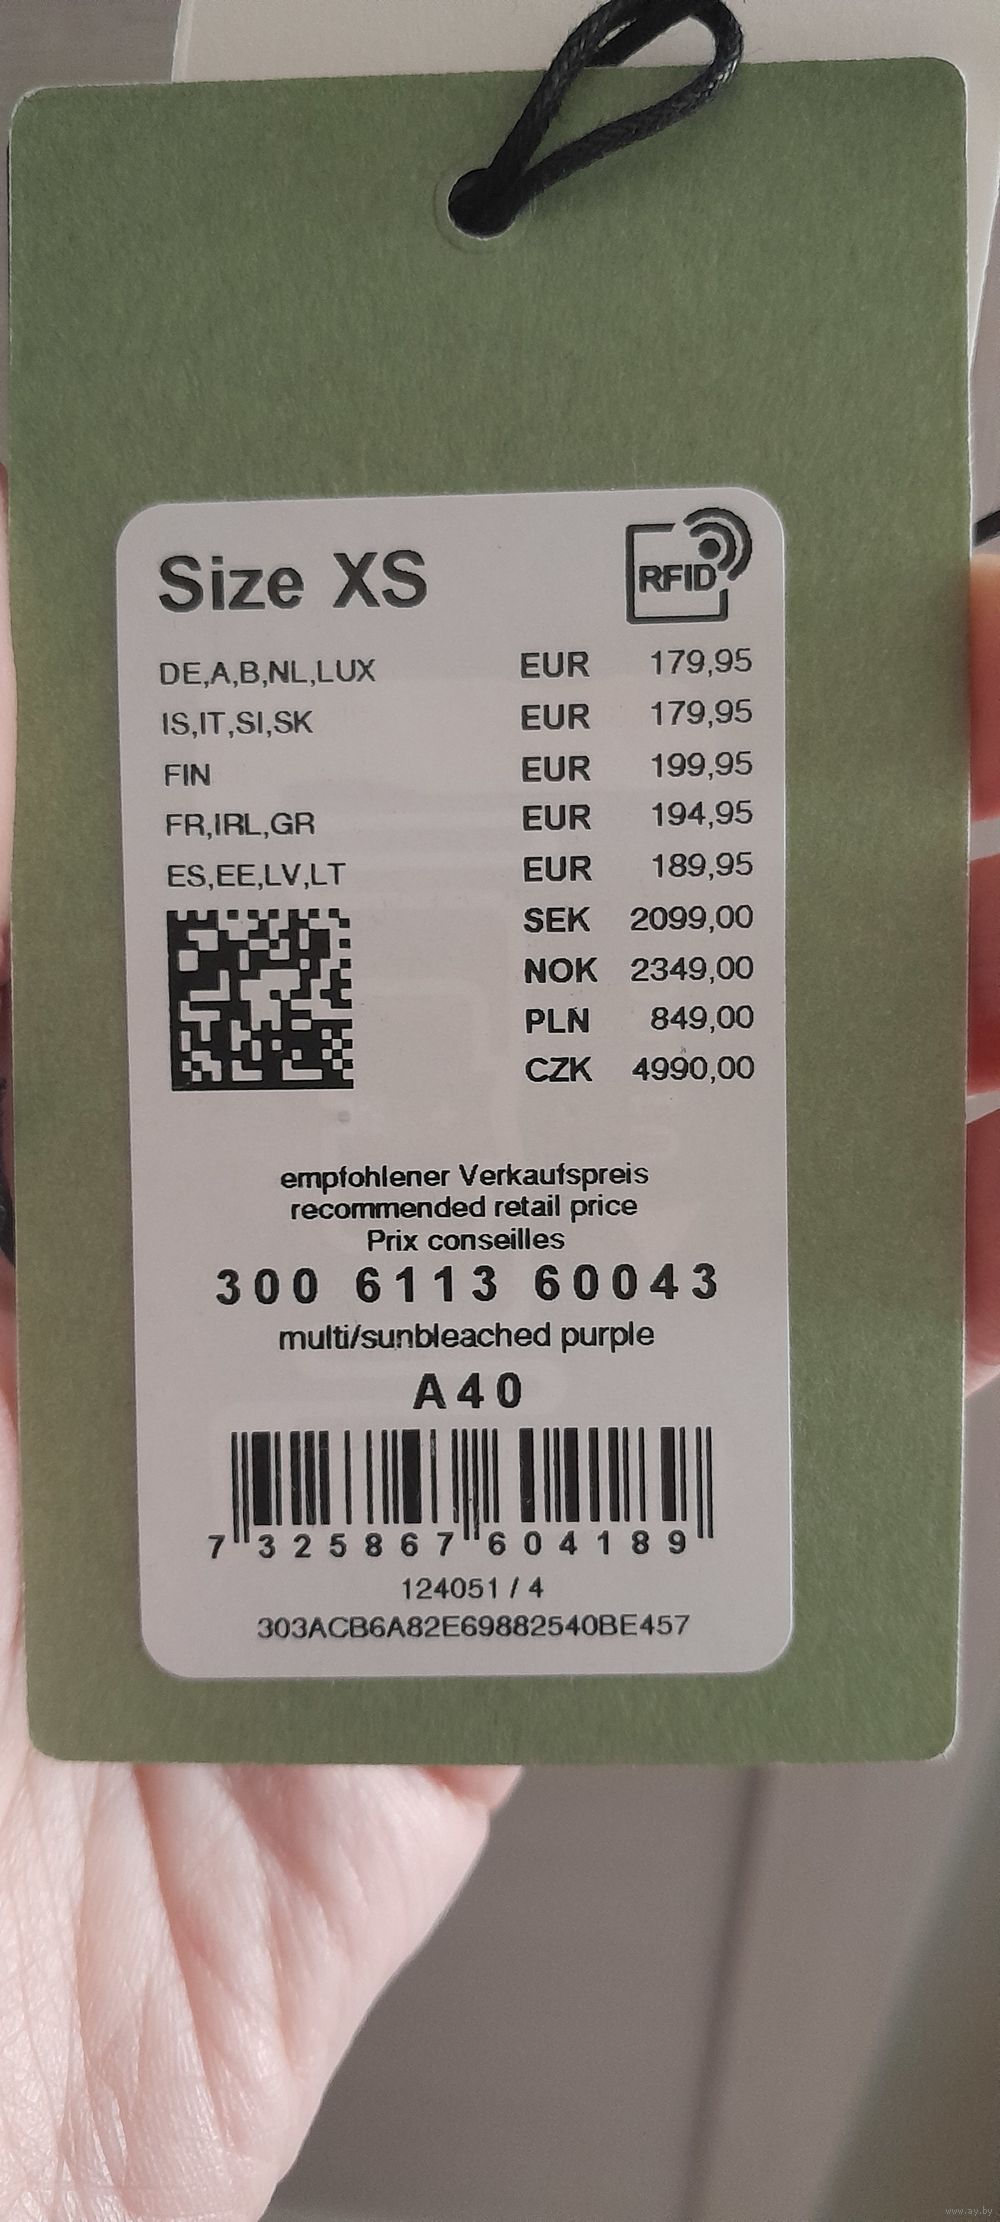 Size XS
RFID
DE,A,B,NL,LUX EUR 179,95
IS,IT,SI,SK EUR 179,95
FIN EUR 199,95
FR,IRL,GR EUR 194,95
ES,EE,LV,LT EUR 189,95
SEK 2099,00
NOK 2349,00
PLN 849,00
CZK 4990,00
empfohlener Verkaufspreis
recommended retail price
Prix conseilles
300 6113 60043
multi/sunbleached purple
A40
7 325867 604189
124051 / 4
303ACB6A82E69882540BE457
www.ay.by